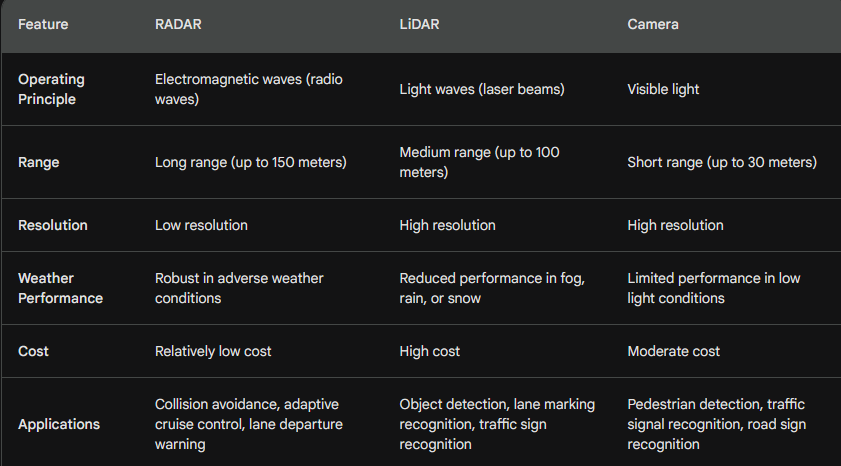 Feature RADAR LiDAR Camera
Operating Principle Electromagnetic waves (radio waves) Light waves (laser beams) Visible light
Range Long range (up to 150 meters) Medium range (up to 100 meters) Short range (up to 30 meters)
Resolution Low resolution High resolution High resolution
Weather Performance Robust in adverse weather conditions Reduced performance in fog, rain, or snow Limited performance in low light conditions
Cost Relatively low cost High cost Moderate cost
Applications Collision avoidance, adaptive cruise control, lane departure warning Object detection, lane marking recognition, traffic sign recognition Pedestrian detection, traffic signal recognition, road sign recognition